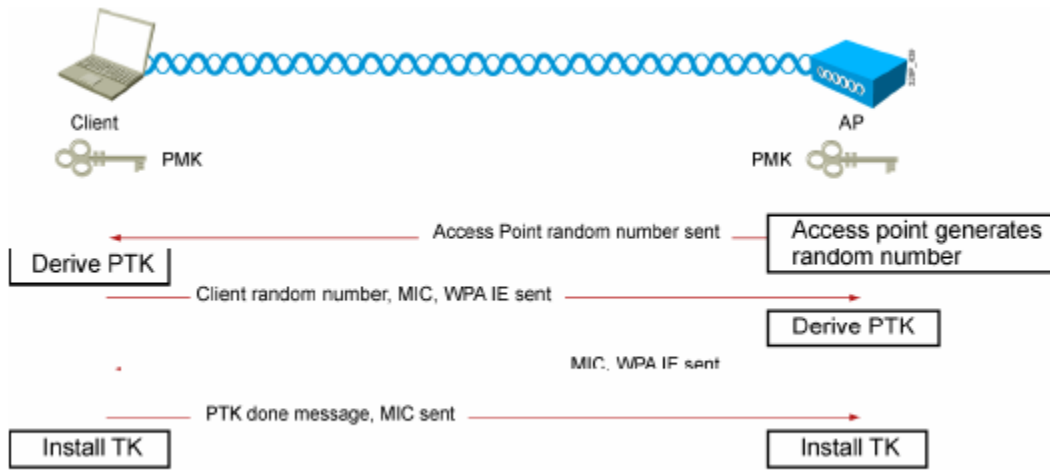 Client
AP
PMK
PMK
Access Point random number sent
Access point generates
random number
Derive PTK
Client random number, MIC, WPA IE sent
Derive PTK
MIC, WPA IE sent
PTK done message, MIC sent
Install TK
Install TK